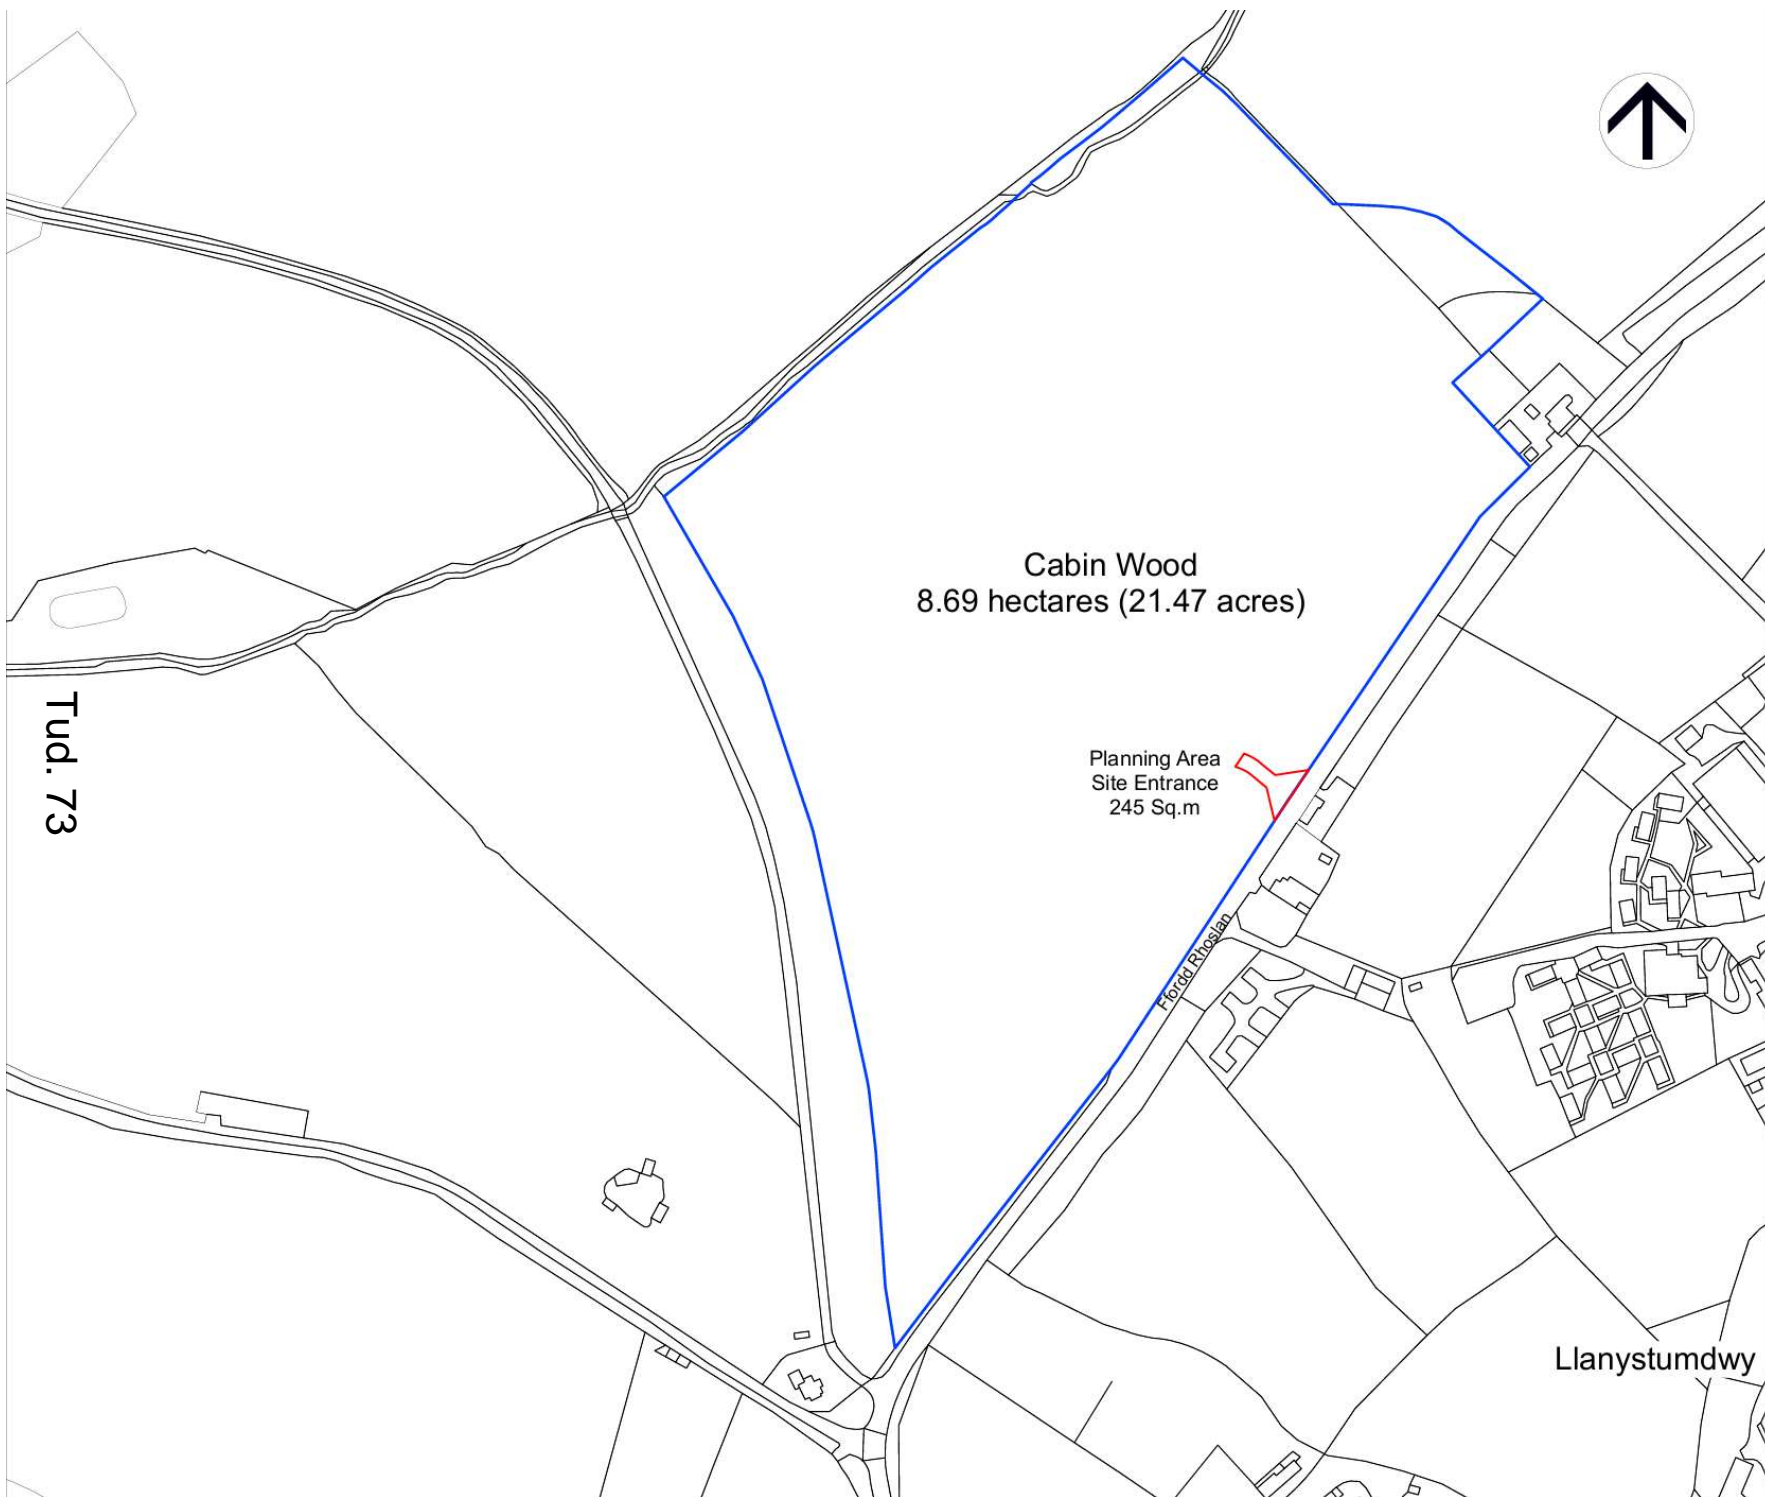 Cabin Wood
8.69 hectares (21.47 acres)
Planning Area
Site Entrance
245 Sq.m
Tud. 73
Ffordd Rhoslan
Llanystumdwy